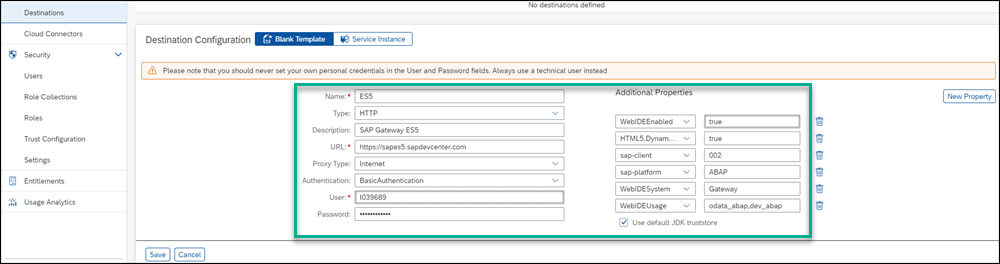 Destinations
Cloud Connectors
Security
Users
Role Collections
Roles
Trust Configuration
Settings
Entitlements
Usage Analytics
No destinations defined
Destination Configuration
Blank Template
Service Instance
Please note that you should never set your own personal credentials in the User and Password fields. Always use a technical user instead
Name:* ES5
Type: HTTP
Description: SAP Gateway ES5
URL:* https://sapes5.sapdevcenter.com
Proxy Type: Internet
Authentication: BasicAuthentication
User:* I039689
Password: ••••••••••••
Additional Properties
New Property
WebIDEEnabled true
HTML5.Dynam... true
sap-client 002
sap-platform ABAP
WebIDESystem Gateway
WebIDEUsage odata_abap,dev_abap
Use default JDK truststore
Save Cancel